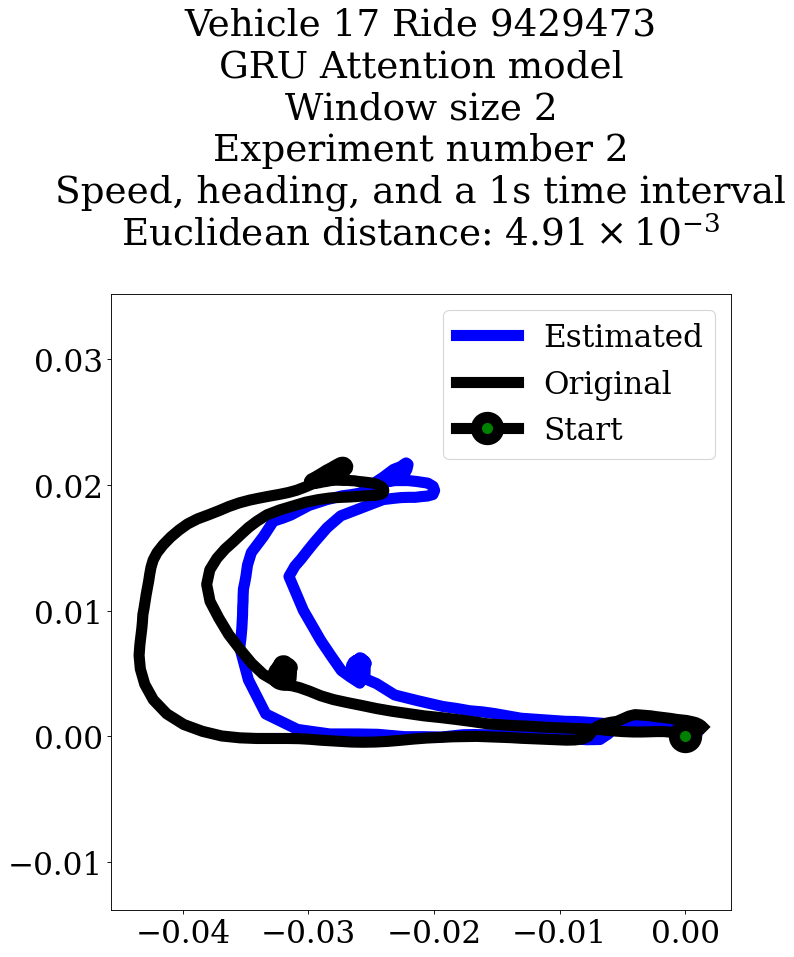 Vehicle 17 Ride 9429473
GRU Attention model
Window size 2
Experiment number 2
Speed, heading, and a 1s time interval
Euclidean distance: 4.91 × 10⁻³
Estimated
Original
Start
0.03
0.02
0.01
0.00
−0.01
−0.04 −0.03 −0.02 −0.01 0.00